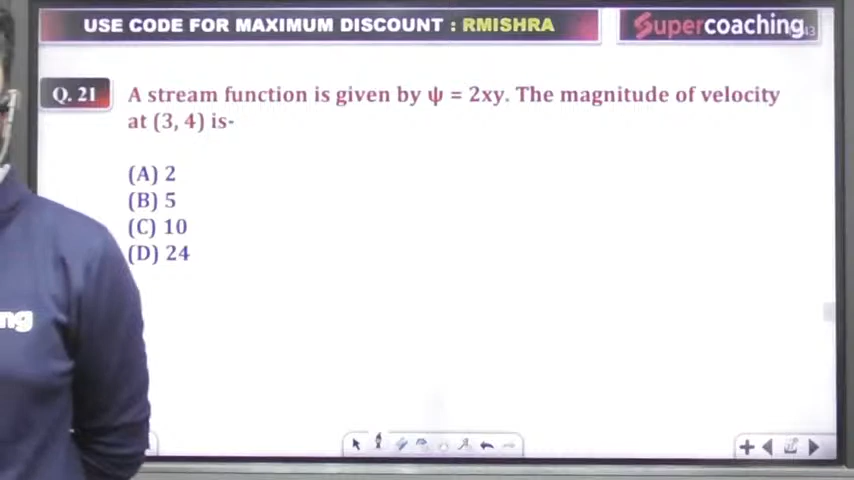 USE CODE FOR MAXIMUM DISCOUNT : RMISHRA
Supercoaching
43
Q. 21
A stream function is given by ψ = 2xy. The magnitude of velocity
at (3, 4) is-
(A) 2
(B) 5
(C) 10
(D) 24
ng